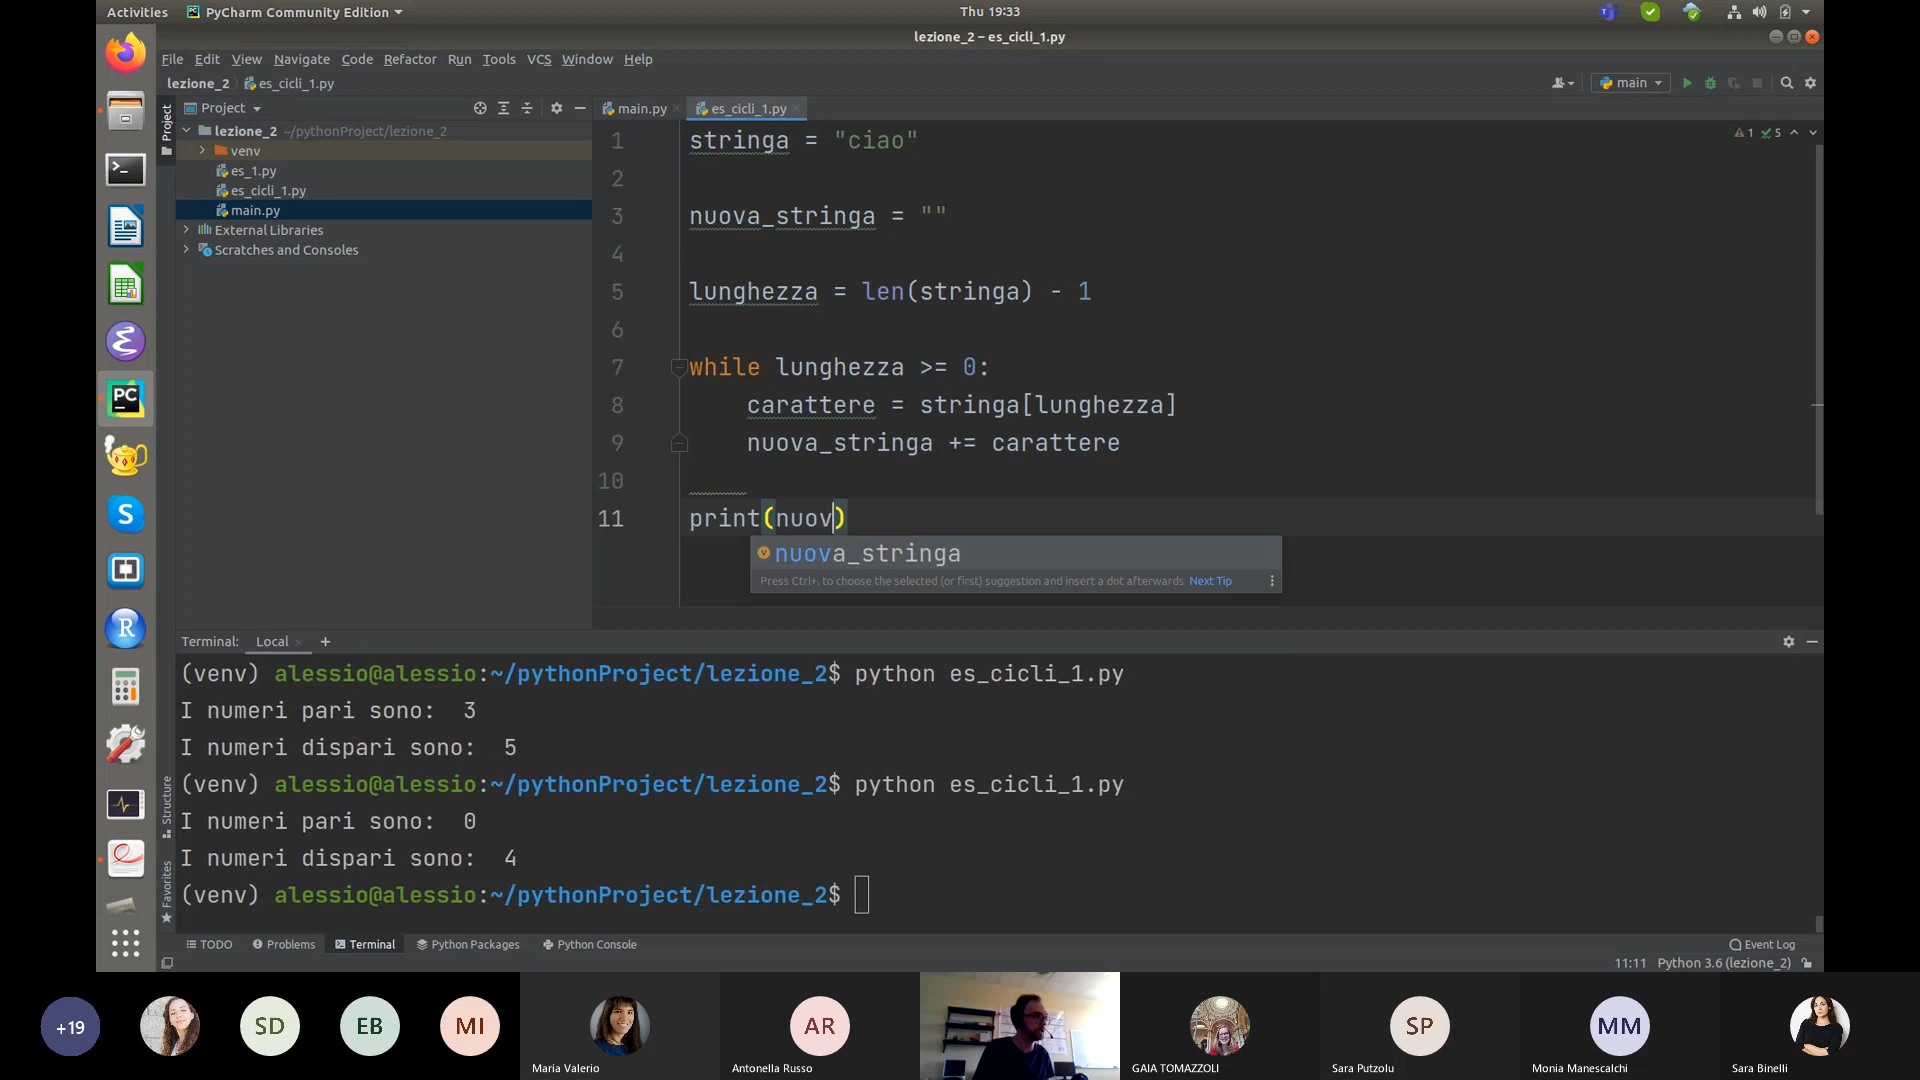 Activities PyCharm Community Edition Thu 19:33
lezione_2 – es_cicli_1.py
File Edit View Navigate Code Refactor Run Tools VCS Window Help
lezione_2 es_cicli_1.py main
Project main.py es_cicli_1.py
Project
lezione_2 ~/pythonProject/lezione_2
venv
es_1.py
es_cicli_1.py
main.py
External Libraries
Scratches and Consoles
1 stringa = "ciao"
2
3 nuova_stringa = ""
4
5 lunghezza = len(stringa) - 1
6
7 while lunghezza >= 0:
8 carattere = stringa[lunghezza]
9 nuova_stringa += carattere
10
11 print(nuov)
1 5
nuova_stringa
Press Ctrl+. to choose the selected (or first) suggestion and insert a dot afterwards Next Tip
Terminal: Local +
(venv) alessio@alessio:~/pythonProject/lezione_2$ python es_cicli_1.py
I numeri pari sono:  3
I numeri dispari sono:  5
(venv) alessio@alessio:~/pythonProject/lezione_2$ python es_cicli_1.py
I numeri pari sono:  0
I numeri dispari sono:  4
(venv) alessio@alessio:~/pythonProject/lezione_2$
Structure
Favorites
TODO Problems Terminal Python Packages Python Console Event Log
11:11 Python 3.6 (lezione_2)
PC
S
R
+19 SD EB MI AR SP MM
Maria Valerio Antonella Russo GAIA TOMAZZOLI Sara Putzolu Monia Manescalchi Sara Binelli